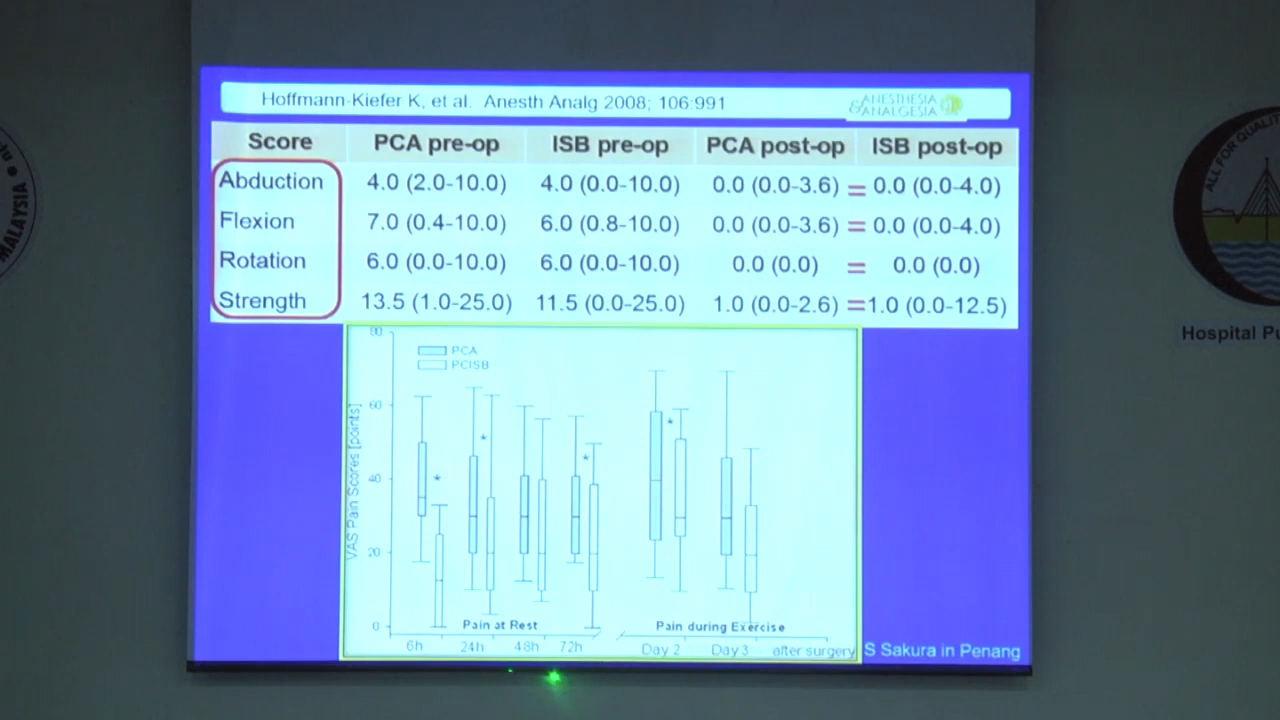 Hoffmann-Kiefer K, et al. Anesth Analg 2008; 106:991
ANESTHESIA
& ANALGESIA
Score PCA pre-op ISB pre-op PCA post-op ISB post-op
Abduction 4.0 (2.0-10.0) 4.0 (0.0-10.0) 0.0 (0.0-3.6) = 0.0 (0.0-4.0)
Flexion 7.0 (0.4-10.0) 6.0 (0.8-10.0) 0.0 (0.0-3.6) = 0.0 (0.0-4.0)
Rotation 6.0 (0.0-10.0) 6.0 (0.0-10.0) 0.0 (0.0) = 0.0 (0.0)
Strength 13.5 (1.0-25.0) 11.5 (0.0-25.0) 1.0 (0.0-2.6) = 1.0 (0.0-12.5)
PCA
PCISB
VAS Pain Scores [points]
80
60
40
20
0
* * * *
Pain at Rest Pain during Exercise
6h 24h 48h 72h Day 2 Day 3 after surgery
S Sakura in Penang
MALAYSIA
ALL FOR QUALITY
Hospital